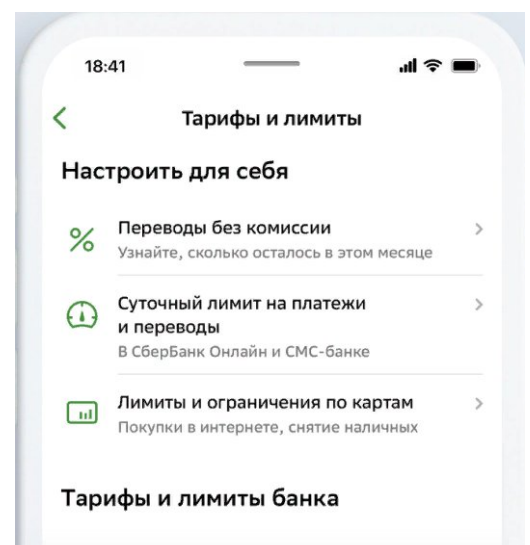 18:41
Тарифы и лимиты
Настроить для себя
Переводы без комиссии
Узнайте, сколько осталось в этом месяце
Суточный лимит на платежи
и переводы
В СберБанк Онлайн и СМС-банке
Лимиты и ограничения по картам
Покупки в интернете, снятие наличных
Тарифы и лимиты банка